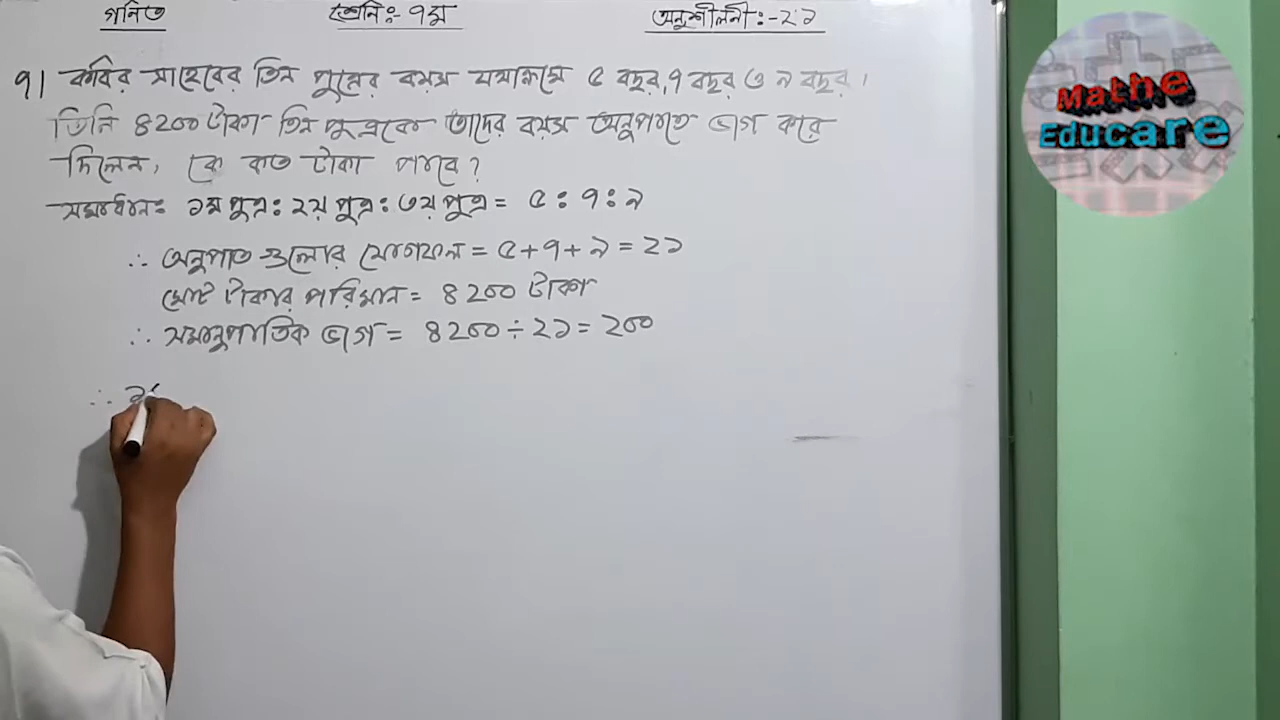 গনিত শ্রেনিঃ- ৭ম অনুশীলনীঃ-২.১
Mathe
Educare
৭। কবির সাহেবের তিন পুত্রের বয়স যথাক্রমে ৫ বছর, ৭ বছর ও ৯ বছর।
তিনি ৪২০০ টাকা তিন পুত্রকে তাদের বয়স অনুপাতে ভাগ করে
দিলেন, কে কত টাকা পাবে?
সমাধানঃ ১ম পুত্র : ২য় পুত্র : ৩য় পুত্র = ৫ : ৭ : ৯
∴ অনুপাত গুলোর যোগফল = ৫+৭+৯ = ২১
মোট টাকার পরিমান = ৪২০০ টাকা
∴ সমানুপাতিক ভাগ = ৪২০০ ÷ ২১ = ২০০
∴